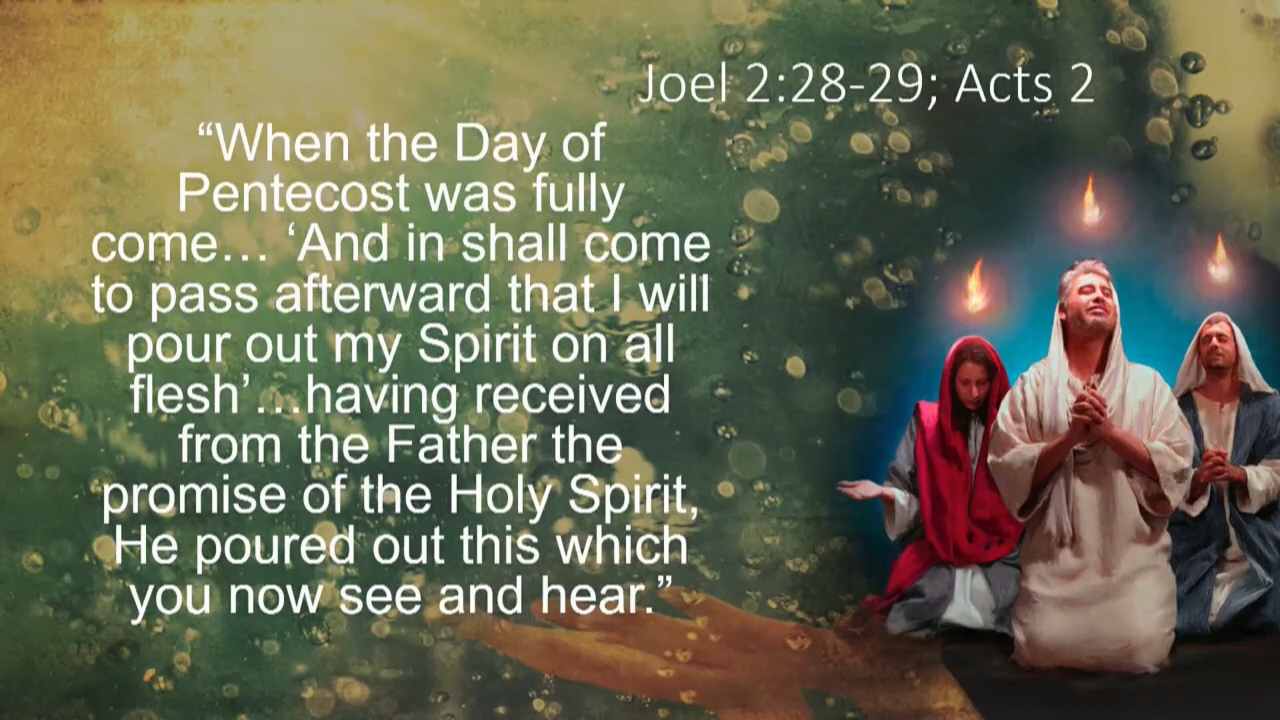 Joel 2:28-29; Acts 2
“When the Day of
Pentecost was fully
come… ‘And in shall come
to pass afterward that I will
pour out my Spirit on all
flesh’…having received
from the Father the
promise of the Holy Spirit,
He poured out this which
you now see and hear.”